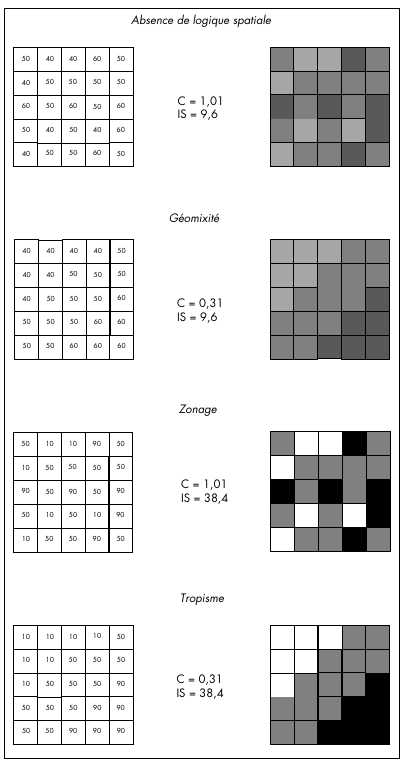 Absence de logique spatiale
50 40 40 60 50
40 50 50 50 50
60 50 60 50 60
50 40 50 40 60
40 50 50 60 50
C = 1,01
IS = 9,6
Géomixité
40 40 40 40 50
40 40 50 50 50
40 50 50 50 60
50 50 50 60 60
50 50 60 60 60
C = 0,31
IS = 9,6
Zonage
50 10 10 90 50
10 50 50 50 50
90 50 90 50 90
50 10 50 10 90
10 50 50 90 50
C = 1,01
IS = 38,4
Tropisme
10 10 10 10 50
10 10 50 50 50
10 50 50 50 90
50 50 50 90 90
50 50 90 90 90
C = 0,31
IS = 38,4